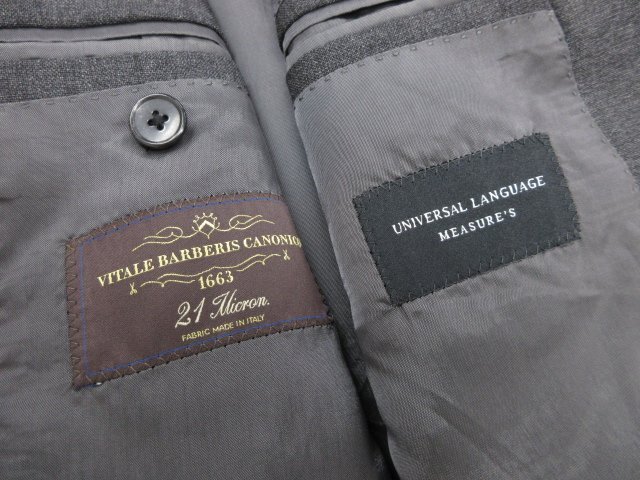 VITALE BARBERIS CANONICO
1663
21 Micron.
FABRIC MADE IN ITALY
UNIVERSAL LANGUAGE
MEASURE'S